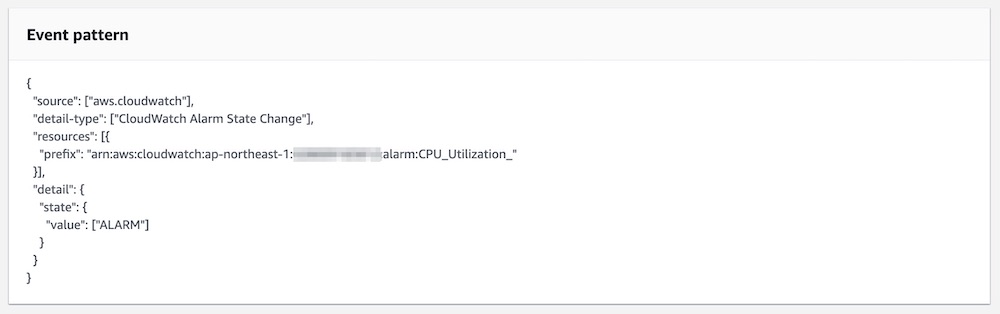 Event pattern
{
"source": ["aws.cloudwatch"],
"detail-type": ["CloudWatch Alarm State Change"],
"resources": [{
"prefix": "arn:aws:cloudwatch:ap-northeast-1: :alarm:CPU_Utilization_"
}],
"detail": {
"state": {
"value": ["ALARM"]
}
}
}